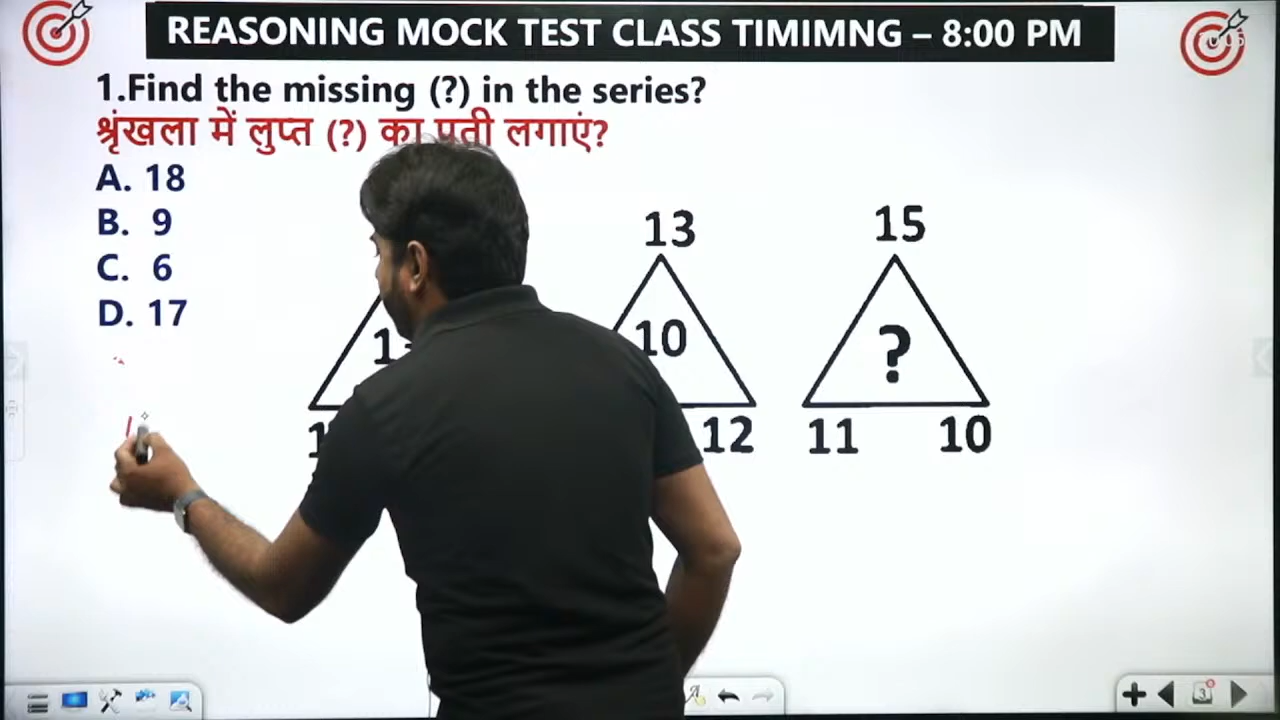 REASONING MOCK TEST CLASS TIMIMNG – 8:00 PM
1.Find the missing (?) in the series?
श्रृंखला में लुप्त (?) का लगाएं?
A. 18
B. 9
C. 6
D. 17
13
15
10
?
12
11
10
3